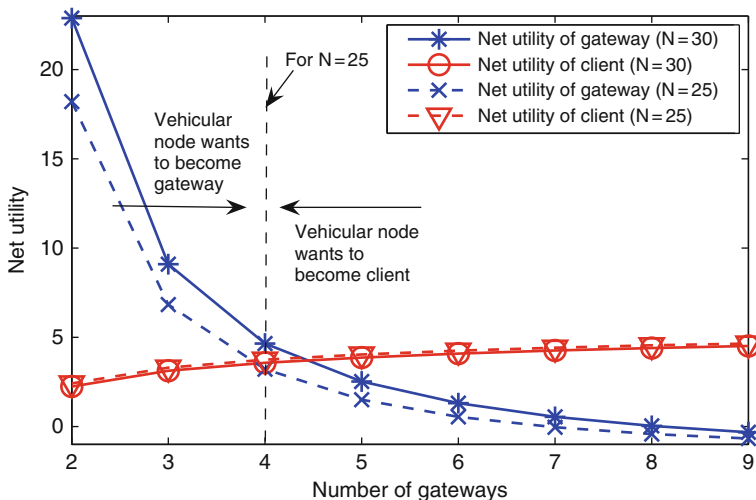 20
15
10
5
0
Net utility
For N=25
Net utility of gateway (N=30)
Net utility of client (N=30)
Net utility of gateway (N=25)
Net utility of client (N=25)
Vehicular
node wants
to become
gateway
Vehicular node
wants to
become client
2 3 4 5 6 7 8 9
Number of gateways